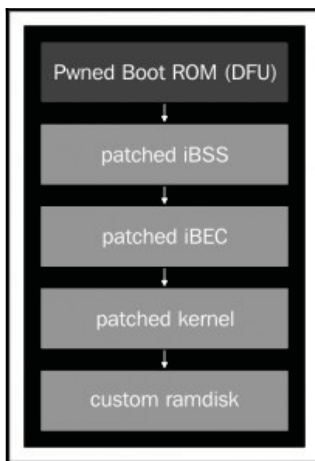 Pwned Boot ROM (DFU)
patched iBSS
patched iBEC
patched kernel
custom ramdisk